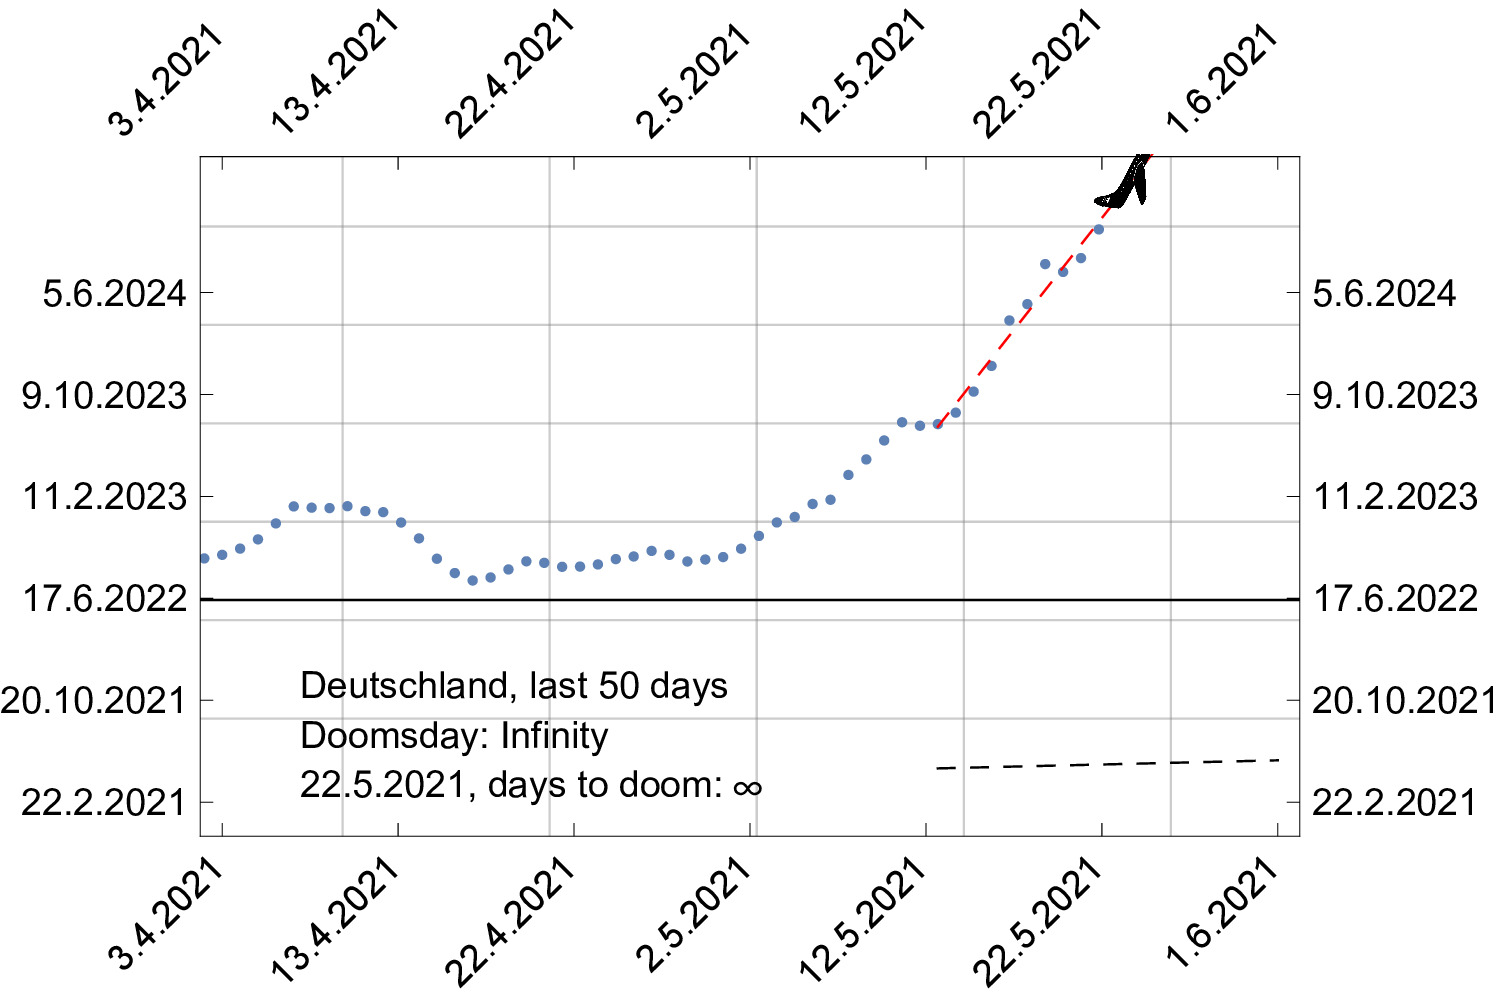 3.4.2021 13.4.2021 22.4.2021 2.5.2021 12.5.2021 22.5.2021 1.6.2021
5.6.2024 5.6.2024
9.10.2023 9.10.2023
11.2.2023 11.2.2023
17.6.2022 17.6.2022
Deutschland, last 50 days
20.10.2021 20.10.2021
Doomsday: Infinity
22.5.2021, days to doom: ∞
22.2.2021 22.2.2021
3.4.2021 13.4.2021 22.4.2021 2.5.2021 12.5.2021 22.5.2021 1.6.2021